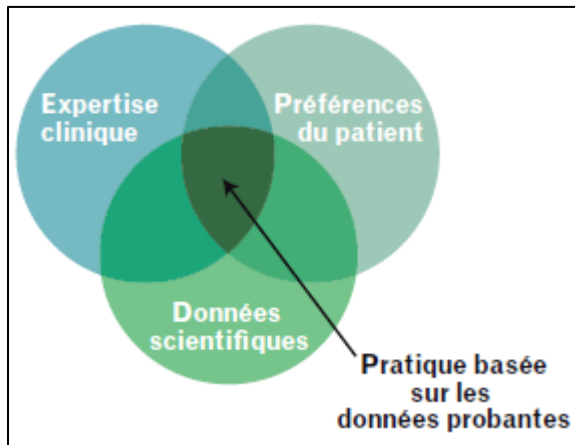 Expertise
clinique
Préférences
du patient
Données
scientifiques
Pratique basée
sur les
données probantes